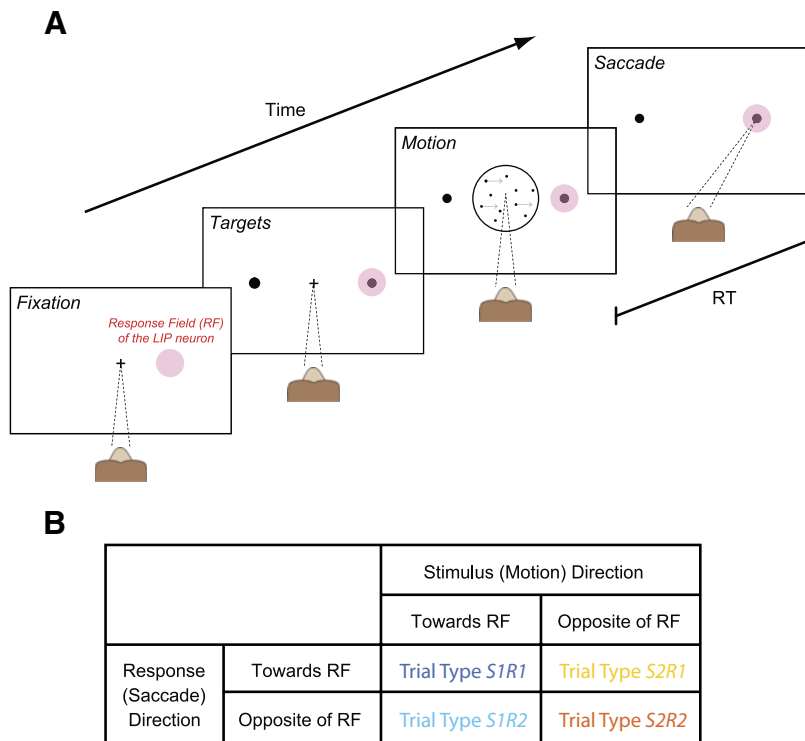 A
Time
Saccade
Motion
Targets
RT
Fixation
Response Field (RF)
of the LIP neuron
B
Stimulus (Motion) Direction
Towards RF
Opposite of RF
Response
(Saccade)
Direction
Towards RF
Trial Type S1R1
Trial Type S2R1
Opposite of RF
Trial Type S1R2
Trial Type S2R2